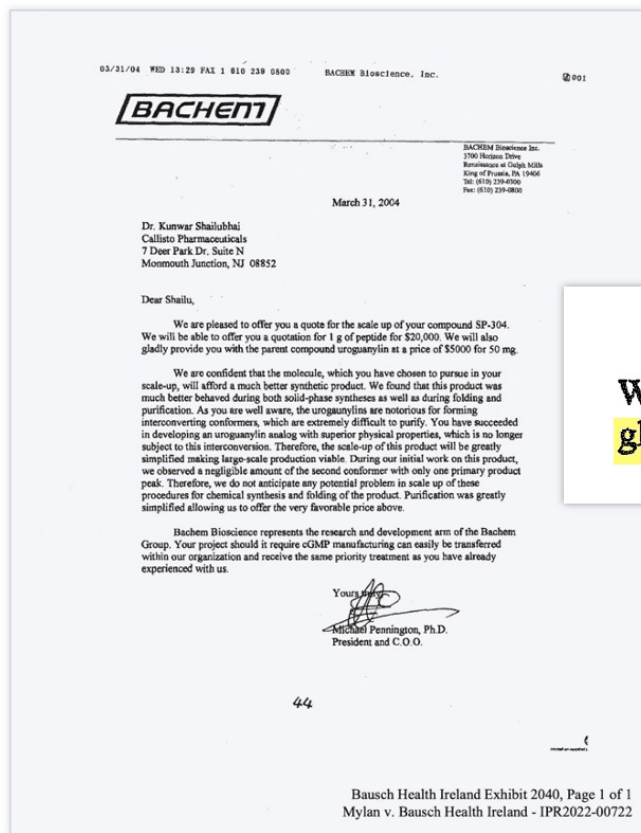 03/31/04 WED 13:29 FAX 1 610 239 0800 BACHEM Bioscience, Inc. 001
BACHEM
BACHEM Bioscience Inc.
3700 Horizon Drive
Renaissance at Gulph Mills
King of Prussia, PA 19406
Tel: (610) 239-0300
Fax: (610) 239-0800
March 31, 2004
Dr. Kunwar Shailubhai
Callisto Pharmaceuticals
7 Deer Park Dr. Suite N
Monmouth Junction, NJ 08852
Dear Shailu,
We are pleased to offer you a quote for the scale up of your compound SP-304.
We will be able to offer you a quotation for 1 g of peptide for $20,000. We will also
gladly provide you with the parent compound uroguanylin at a price of $5000 for 50 mg.
We are confident that the molecule, which you have chosen to pursue in your
scale-up, will afford a much better synthetic product. We found that this product was
much better behaved during both solid-phase syntheses as well as during folding and
purification. As you are well aware, the urogaunylins are notorious for forming
interconverting conformers, which are extremely difficult to purify. You have succeeded
in developing an uroguanylin analog with superior physical properties, which is no longer
subject to this interconversion. Therefore, the scale-up of this product will be greatly
simplified making large-scale production viable. During our initial work on this product,
we observed a negligible amount of the second conformer with only one primary product
peak. Therefore, we do not anticipate any potential problem in scale up of these
procedures for chemical synthesis and folding of the product. Purification was greatly
simplified allowing us to offer the very favorable price above.
Bachem Bioscience represents the research and development arm of the Bachem
Group. Your project should it require cGMP manufacturing can easily be transferred
within our organization and receive the same priority treatment as you have already
experienced with us.
Yours
Michael Pennington, Ph.D.
President and C.O.O.
44
Bausch Health Ireland Exhibit 2040, Page 1 of 1
Mylan v. Bausch Health Ireland - IPR2022-00722